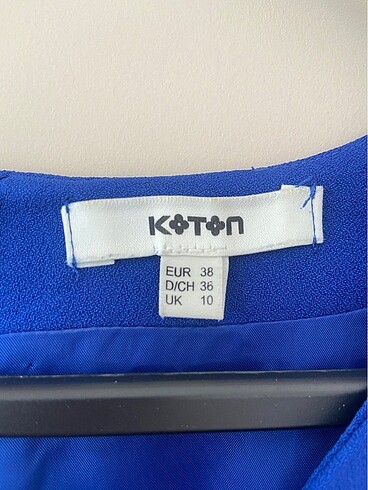 KOTON
EUR 38
D/CH 36
UK 10